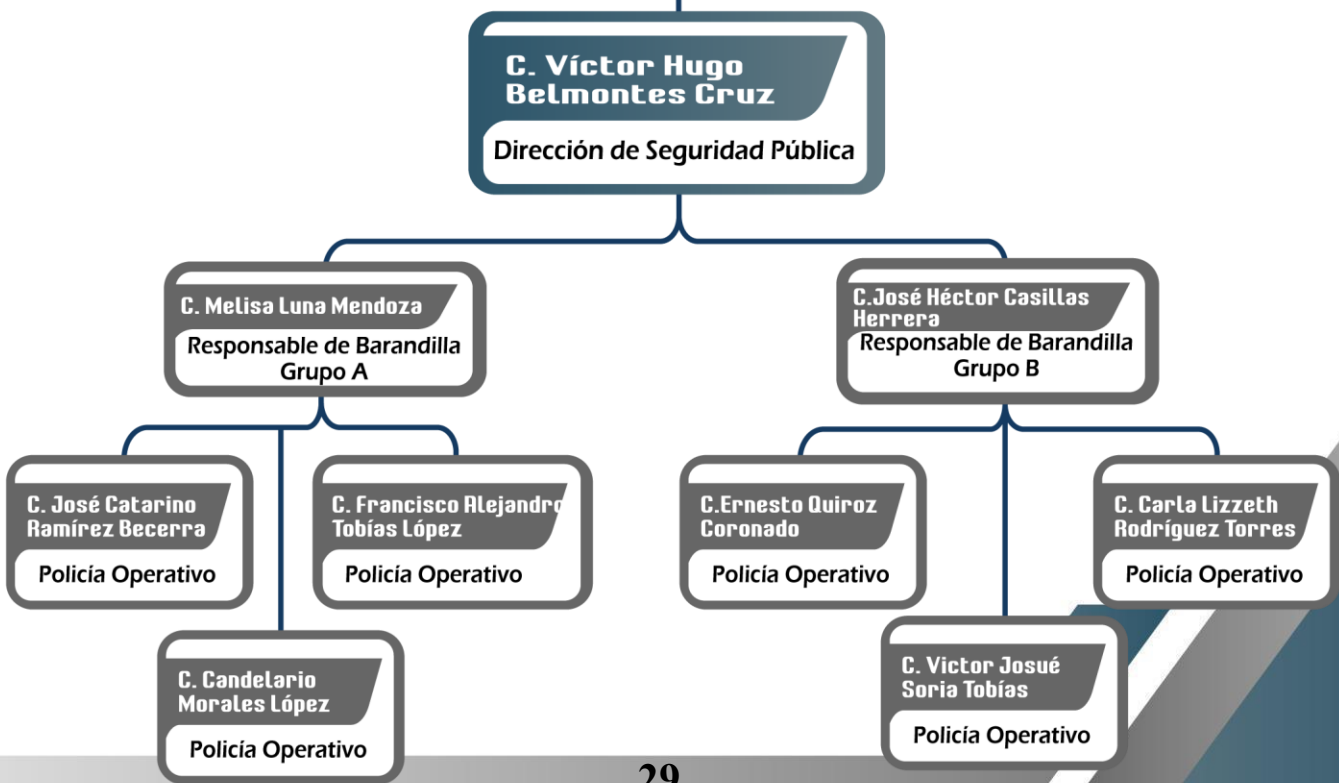 C. Víctor Hugo
Belmontes Cruz
Dirección de Seguridad Pública
C. Melisa Luna Mendoza
Responsable de Barandilla
Grupo A
C.José Héctor Casillas
Herrera
Responsable de Barandilla
Grupo B
C. José Catarino
Ramírez Becerra
Policía Operativo
C. Francisco Alejandro
Tobías López
Policía Operativo
C.Ernesto Quiroz
Coronado
Policía Operativo
C. Carla Lizzeth
Rodríguez Torres
Policía Operativo
C. Candelario
Morales López
Policía Operativo
C. Victor Josué
Soria Tobías
Policía Operativo
29